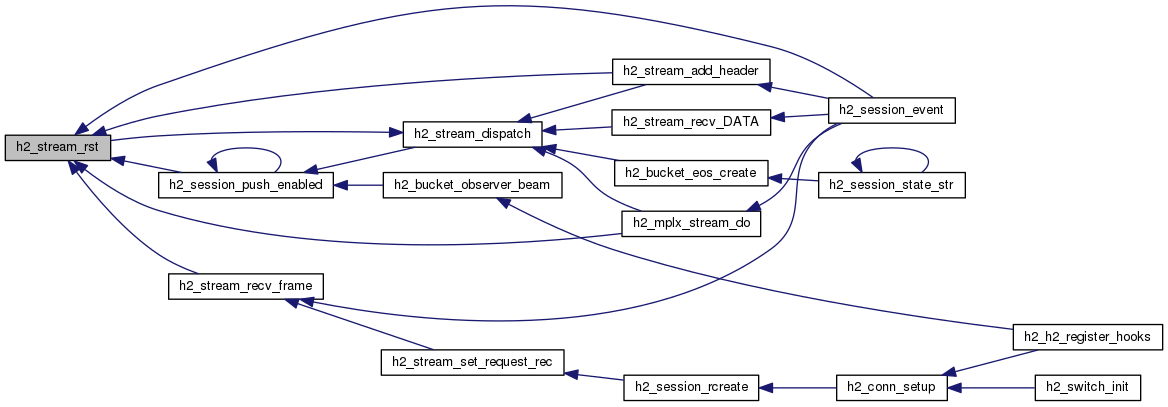 h2_stream_rst
h2_session_push_enabled
h2_stream_recv_frame
h2_stream_dispatch
h2_bucket_observer_beam
h2_stream_set_request_rec
h2_stream_add_header
h2_stream_recv_DATA
h2_bucket_eos_create
h2_mplx_stream_do
h2_session_rcreate
h2_session_event
h2_session_state_str
h2_conn_setup
h2_h2_register_hooks
h2_switch_init